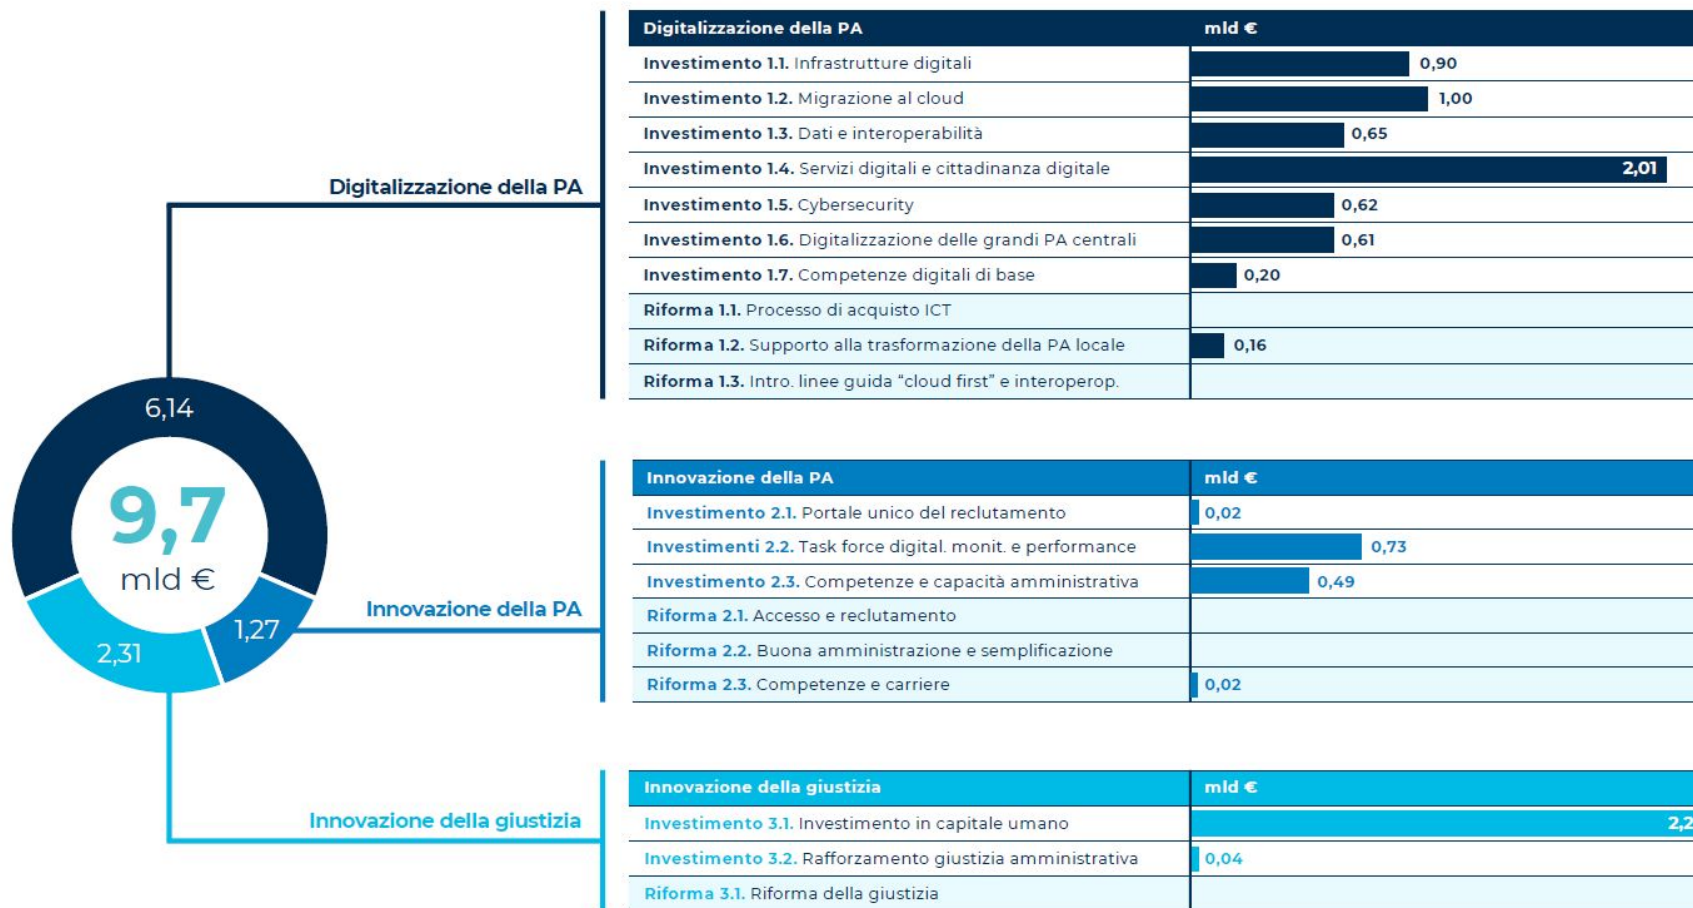 Digitalizzazione della PA mld €
Investimento 1.1. Infrastrutture digitali 0,90
Investimento 1.2. Migrazione al cloud 1,00
Investimento 1.3. Dati e interoperabilità 0,65
Investimento 1.4. Servizi digitali e cittadinanza digitale 2,01
Investimento 1.5. Cybersecurity 0,62
Investimento 1.6. Digitalizzazione delle grandi PA centrali 0,61
Investimento 1.7. Competenze digitali di base 0,20
Riforma 1.1. Processo di acquisto ICT
Riforma 1.2. Supporto alla trasformazione della PA locale 0,16
Riforma 1.3. Intro. linee guida “cloud first” e interoperop.
Digitalizzazione della PA
6,14
9,7
mld €
1,27
2,31
Innovazione della PA
Innovazione della PA mld €
Investimento 2.1. Portale unico del reclutamento 0,02
Investimenti 2.2. Task force digital. monit. e performance 0,73
Investimento 2.3. Competenze e capacità amministrativa 0,49
Riforma 2.1. Accesso e reclutamento
Riforma 2.2. Buona amministrazione e semplificazione
Riforma 2.3. Competenze e carriere 0,02
Innovazione della giustizia
Innovazione della giustizia mld €
Investimento 3.1. Investimento in capitale umano
Investimento 3.2. Rafforzamento giustizia amministrativa 0,04
Riforma 3.1. Riforma della giustizia